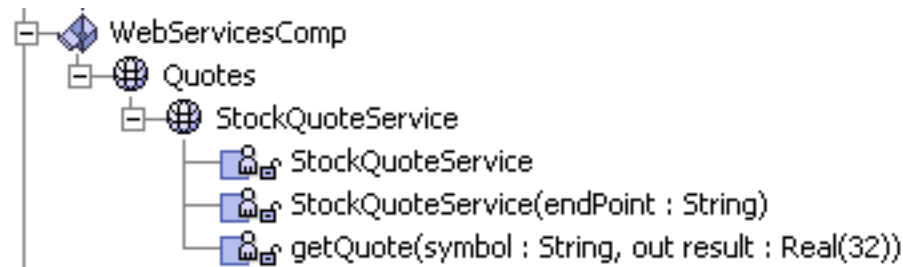 WebServicesComp
Quotes
StockQuoteService
StockQuoteService
StockQuoteService(endPoint : String)
getQuote(symbol : String, out result : Real(32))